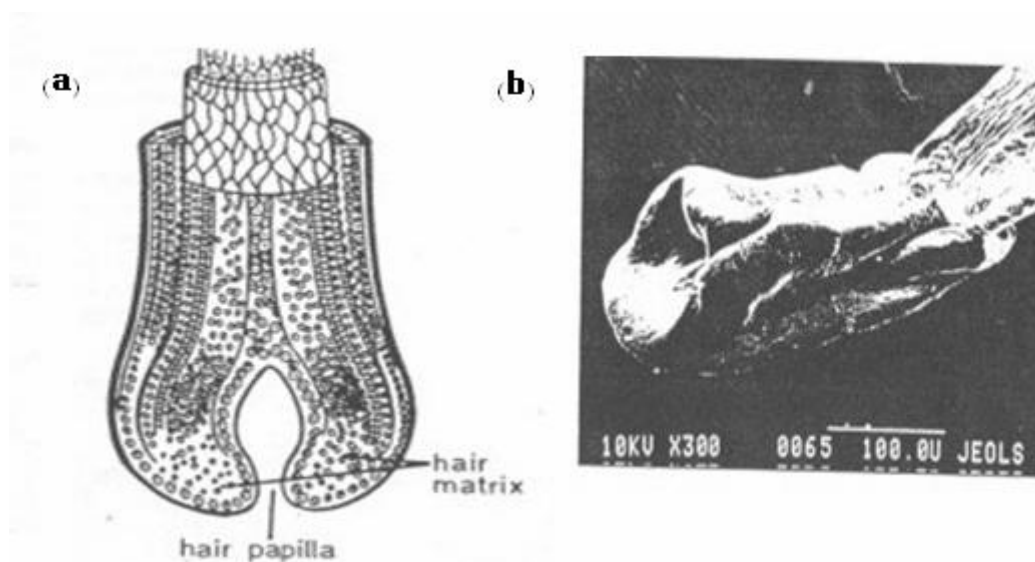 (a)
(b)
hair
matrix
hair papilla
10KV X300 0065 100.0U JEOLS